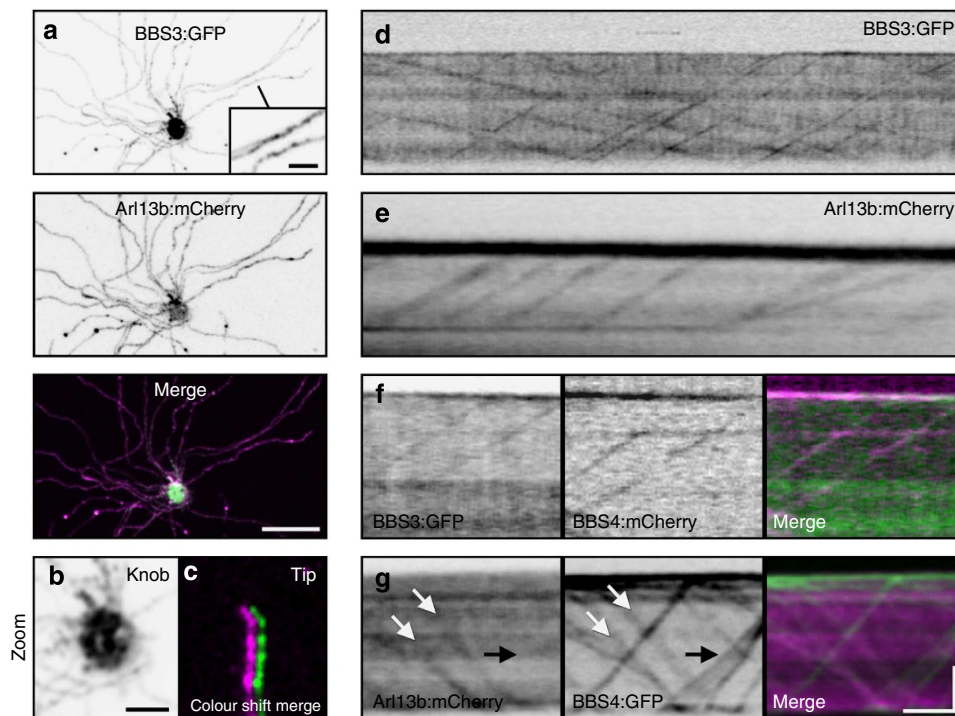 a
BBS3:GFP
Arl13b:mCherry
Merge
Zoom
b
Knob
c
Tip
Colour shift merge
d
BBS3:GFP
e
Arl13b:mCherry
f
BBS3:GFP
BBS4:mCherry
Merge
g
Arl13b:mCherry
BBS4:GFP
Merge